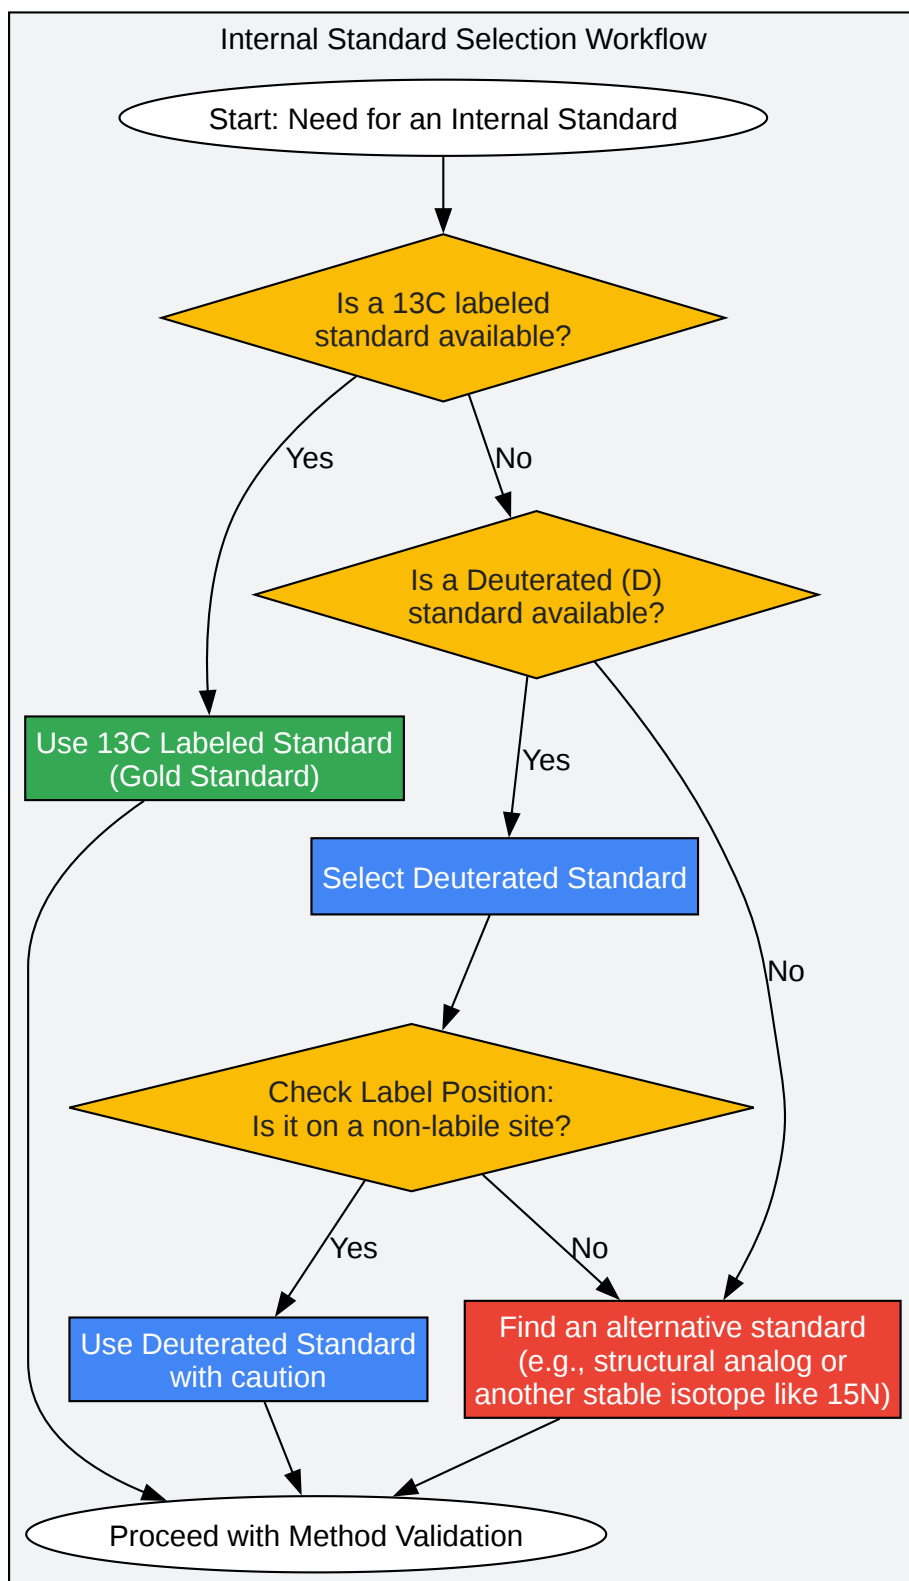 Internal Standard Selection Workflow
Start: Need for an Internal Standard
Is a 13C labeled
standard available?
Yes
No
Is a Deuterated (D)
standard available?
Use 13C Labeled Standard
(Gold Standard)
Yes
Select Deuterated Standard
No
Check Label Position:
Is it on a non-labile site?
Yes
No
Use Deuterated Standard
with caution
Find an alternative standard
(e.g., structural analog or
another stable isotope like 15N)
Proceed with Method Validation